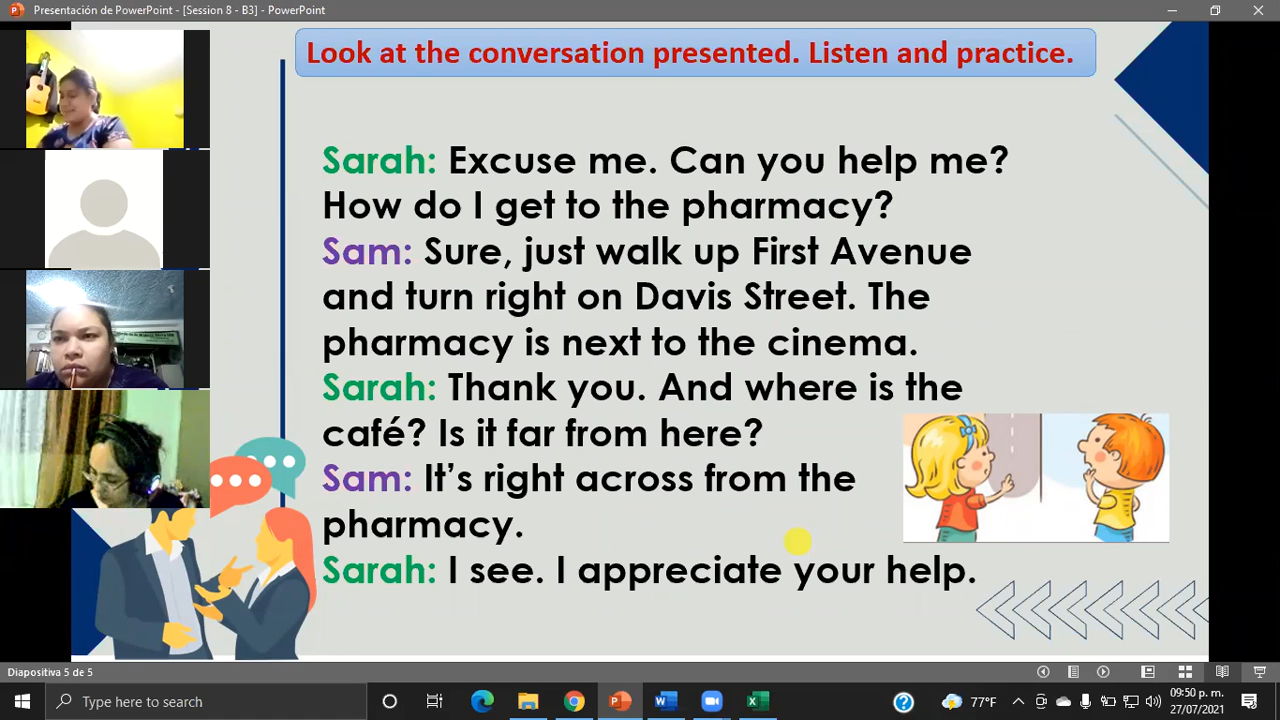 Presentación de PowerPoint - [Session 8 - B3] - PowerPoint
Look at the conversation presented. Listen and practice.
Sarah: Excuse me. Can you help me?
How do I get to the pharmacy?
Sam: Sure, just walk up First Avenue
and turn right on Davis Street. The
pharmacy is next to the cinema.
Sarah: Thank you. And where is the
café? Is it far from here?
Sam: It’s right across from the
pharmacy.
Sarah: I see. I appreciate your help.
Diapositiva 5 de 5
Type here to search
77°F
09:50 p. m.
27/07/2021